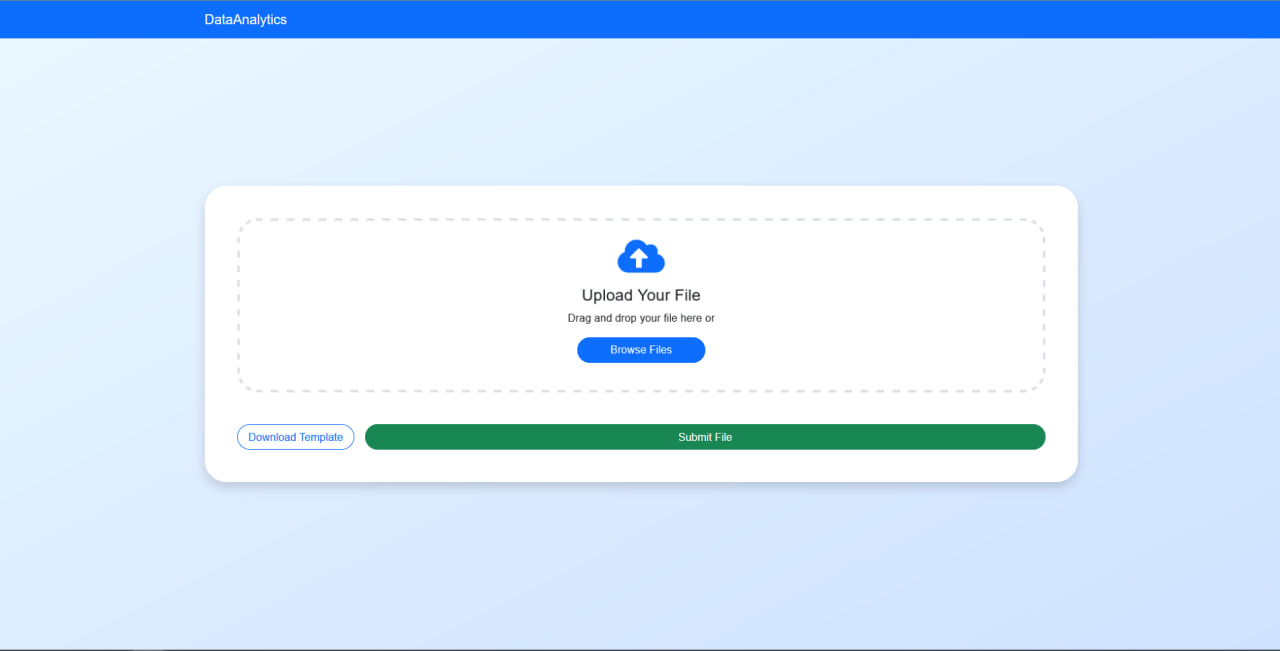 DataAnalytics
Upload Your File
Drag and drop your file here or
Browse Files
Download Template
Submit File